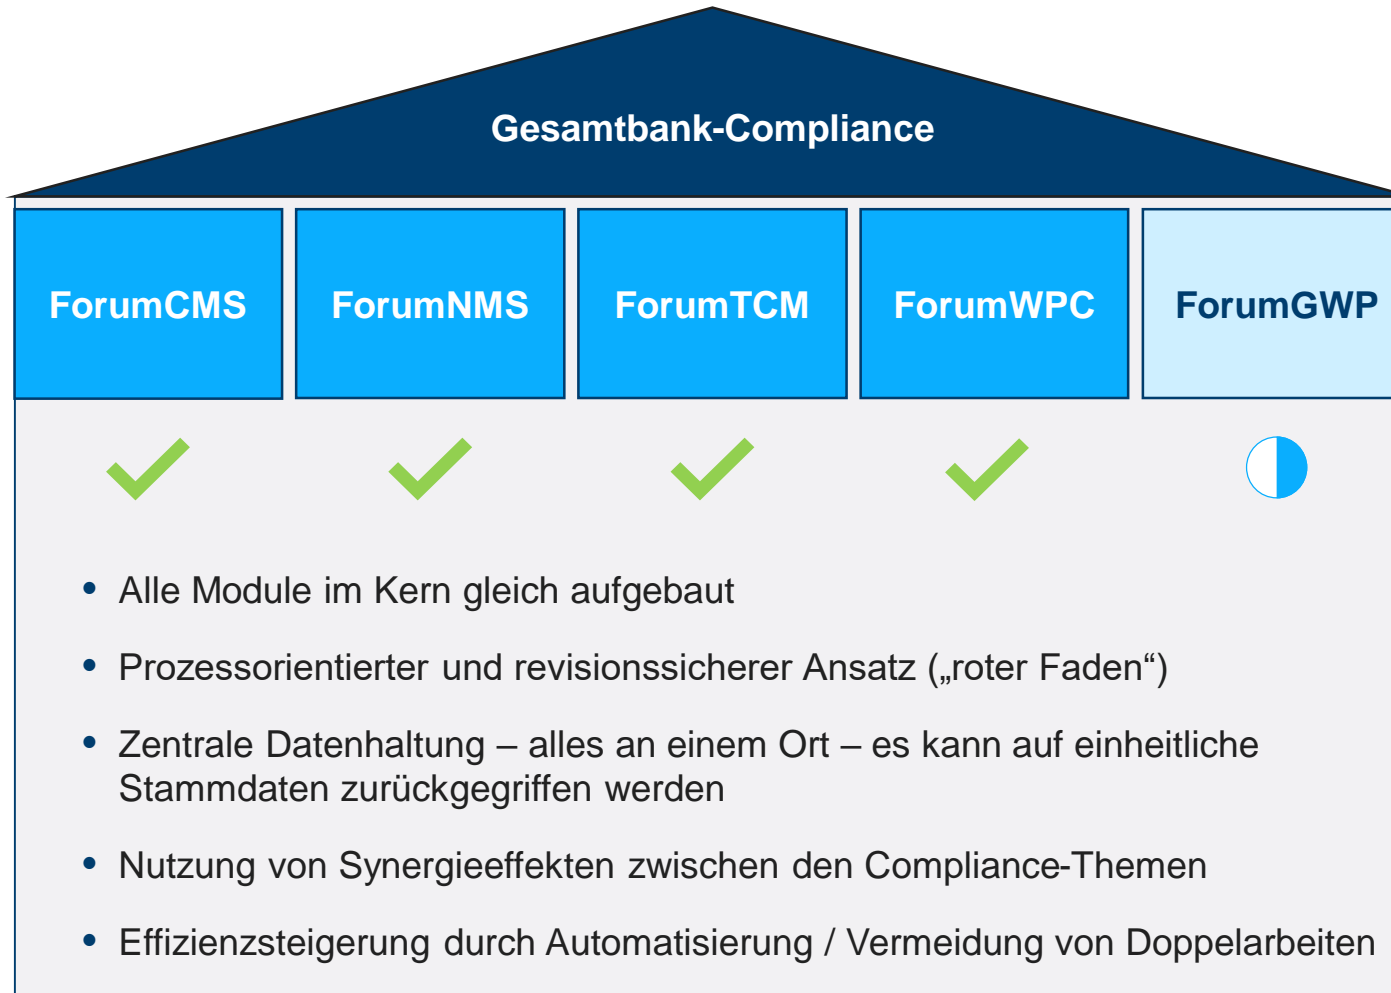 Gesamtbank-Compliance
ForumCMS ForumNMS ForumTCM ForumWPC ForumGWP
• Alle Module im Kern gleich aufgebaut
• Prozessorientierter und revisionssicherer Ansatz („roter Faden“)
• Zentrale Datenhaltung – alles an einem Ort – es kann auf einheitliche
Stammdaten zurückgegriffen werden
• Nutzung von Synergieeffekten zwischen den Compliance-Themen
• Effizienzsteigerung durch Automatisierung / Vermeidung von Doppelarbeiten